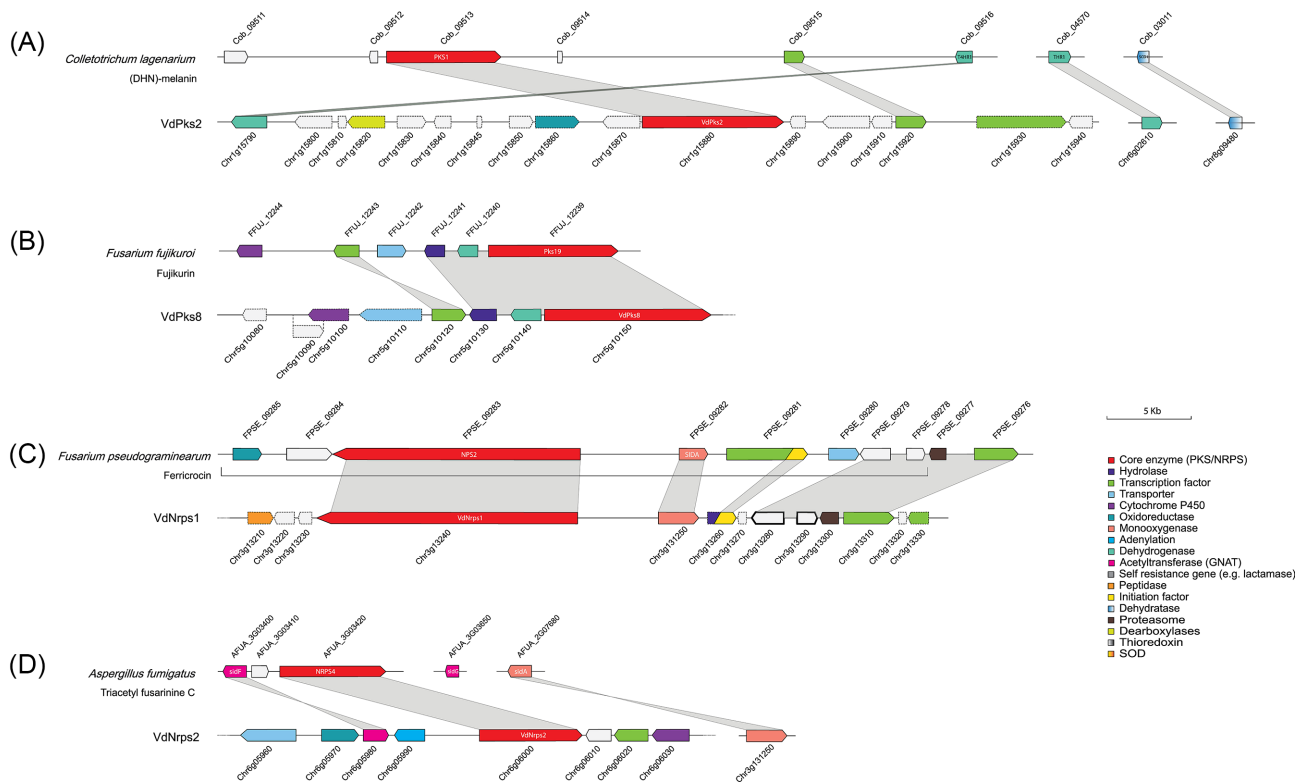 (A)
Cob_09511
Cob_09512
Cob_09513
Cob_09514
Cob_09515
Cob_09516
Cob_04570
Cob_03011
Colletotrichum lagenarium
(DHN)-melanin
PKS1
T4HR1
THR1
VdPks2
VdPks2
Chr1g15790
Chr1g15800
Chr1g15810
Chr1g15820
Chr1g15830
Chr1g15840
Chr1g15845
Chr1g15850
Chr1g15860
Chr1g15870
Chr1g15880
Chr1g15890
Chr1g15900
Chr1g15910
Chr1g15920
Chr1g15930
Chr1g15940
Chr6g02610
Chr8g09480
(B)
FFUJ_12244
FFUJ_12243
FFUJ_12242
FFUJ_12241
FFUJ_12240
FFUJ_12239
Fusarium fujikuroi
Fujikurin
Pks19
VdPks8
VdPks8
Chr5g10080
Chr5g10090
Chr5g10100
Chr5g10110
Chr5g10120
Chr5g10130
Chr5g10140
Chr5g10150
(C)
FPSE_09285
FPSE_09284
FPSE_09283
FPSE_09282
FPSE_09281
FPSE_09280
FPSE_09279
FPSE_09278
FPSE_09277
FPSE_09276
Fusarium pseudograminearum
Ferricrocin
NPS2
SIDA
VdNrps1
VdNrps1
Chr3g13210
Chr3g13220
Chr3g13230
Chr3g13240
Chr3g131250
Chr3g13260
Chr3g13270
Chr3g13280
Chr3g13290
Chr3g13300
Chr3g13310
Chr3g13320
Chr3g13330
(D)
AFUA_3G03400
AFUA_3G03410
AFUA_3G03420
AFUA_3G03650
AFUA_2G07680
Aspergillus fumigatus
Triacetyl fusarinine C
sidF
NRPS4
sidG
sidA
VdNrps2
VdNrps2
Chr6g05960
Chr6g05970
Chr6g05980
Chr6g05990
Chr6g06000
Chr6g06010
Chr6g06020
Chr6g06030
Chr3g131250
5 Kb
Core enzyme (PKS/NRPS)
Hydrolase
Transcription factor
Transporter
Cytochrome P450
Oxidoreductase
Monooxygenase
Adenylation
Dehydrogenase
Acetyltransferase (GNAT)
Self resistance gene (e.g. lactamase)
Peptidase
Initiation factor
Dehydratase
Proteasome
Dearboxylases
Thioredoxin
SOD